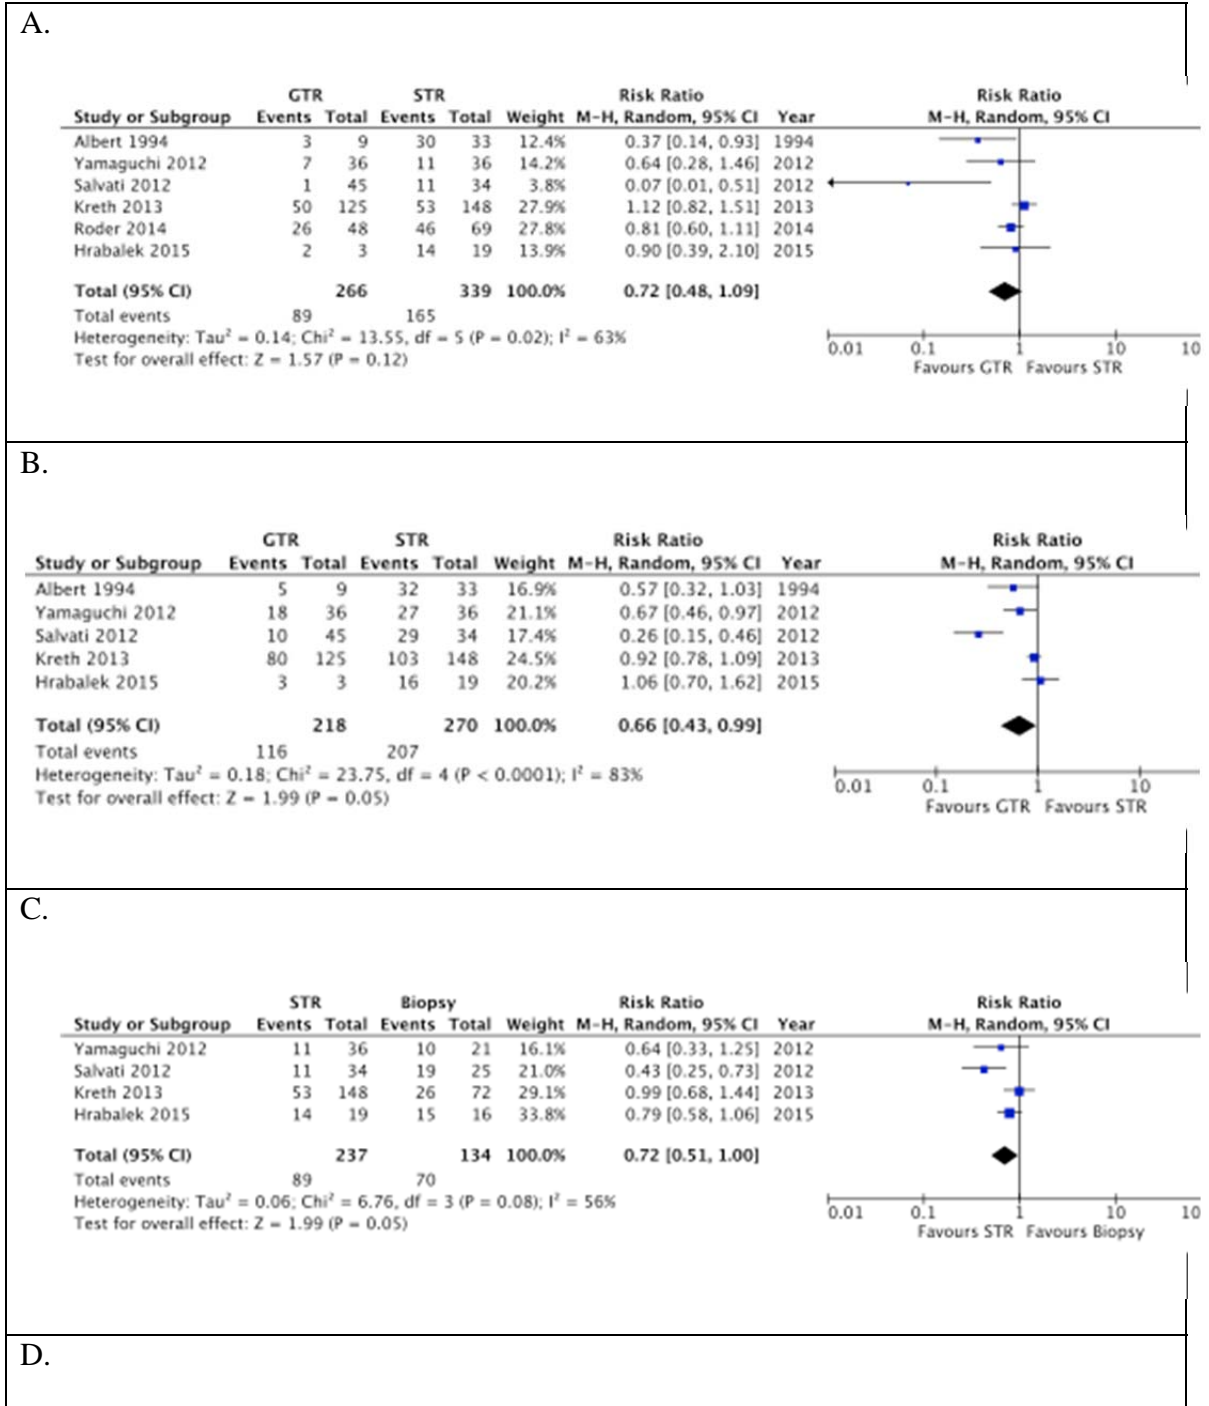 A.
GTR STR Risk Ratio Risk Ratio
Study or Subgroup Events Total Events Total Weight M-H, Random, 95% CI Year M-H, Random, 95% CI
Albert 1994 3 9 30 33 12.4% 0.37 [0.14, 0.93] 1994
Yamaguchi 2012 7 36 11 36 14.2% 0.64 [0.28, 1.46] 2012
Salvati 2012 1 45 11 34 3.8% 0.07 [0.01, 0.51] 2012
Kreth 2013 50 125 53 148 27.9% 1.12 [0.82, 1.51] 2013
Roder 2014 26 48 46 69 27.8% 0.81 [0.60, 1.11] 2014
Hrabalek 2015 2 3 14 19 13.9% 0.90 [0.39, 2.10] 2015
Total (95% CI) 266 339 100.0% 0.72 [0.48, 1.09]
Total events 89 165
Heterogeneity: Tau² = 0.14; Chi² = 13.55, df = 5 (P = 0.02); I² = 63%
Test for overall effect: Z = 1.57 (P = 0.12)
0.01 0.1 1 10 10
Favours GTR Favours STR
B.
GTR STR Risk Ratio Risk Ratio
Study or Subgroup Events Total Events Total Weight M-H, Random, 95% CI Year M-H, Random, 95% CI
Albert 1994 5 9 32 33 16.9% 0.57 [0.32, 1.03] 1994
Yamaguchi 2012 18 36 27 36 21.1% 0.67 [0.46, 0.97] 2012
Salvati 2012 10 45 29 34 17.4% 0.26 [0.15, 0.46] 2012
Kreth 2013 80 125 103 148 24.5% 0.92 [0.78, 1.09] 2013
Hrabalek 2015 3 3 16 19 20.2% 1.06 [0.70, 1.62] 2015
Total (95% CI) 218 270 100.0% 0.66 [0.43, 0.99]
Total events 116 207
Heterogeneity: Tau² = 0.18; Chi² = 23.75, df = 4 (P < 0.0001); I² = 83%
Test for overall effect: Z = 1.99 (P = 0.05)
0.01 0.1 1 10
Favours GTR Favours STR
C.
STR Biopsy Risk Ratio Risk Ratio
Study or Subgroup Events Total Events Total Weight M-H, Random, 95% CI Year M-H, Random, 95% CI
Yamaguchi 2012 11 36 10 21 16.1% 0.64 [0.33, 1.25] 2012
Salvati 2012 11 34 19 25 21.0% 0.43 [0.25, 0.73] 2012
Kreth 2013 53 148 26 72 29.1% 0.99 [0.68, 1.44] 2013
Hrabalek 2015 14 19 15 16 33.8% 0.79 [0.58, 1.06] 2015
Total (95% CI) 237 134 100.0% 0.72 [0.51, 1.00]
Total events 89 70
Heterogeneity: Tau² = 0.06; Chi² = 6.76, df = 3 (P = 0.08); I² = 56%
Test for overall effect: Z = 1.99 (P = 0.05)
0.01 0.1 1 10 10
Favours STR Favours Biopsy
D.